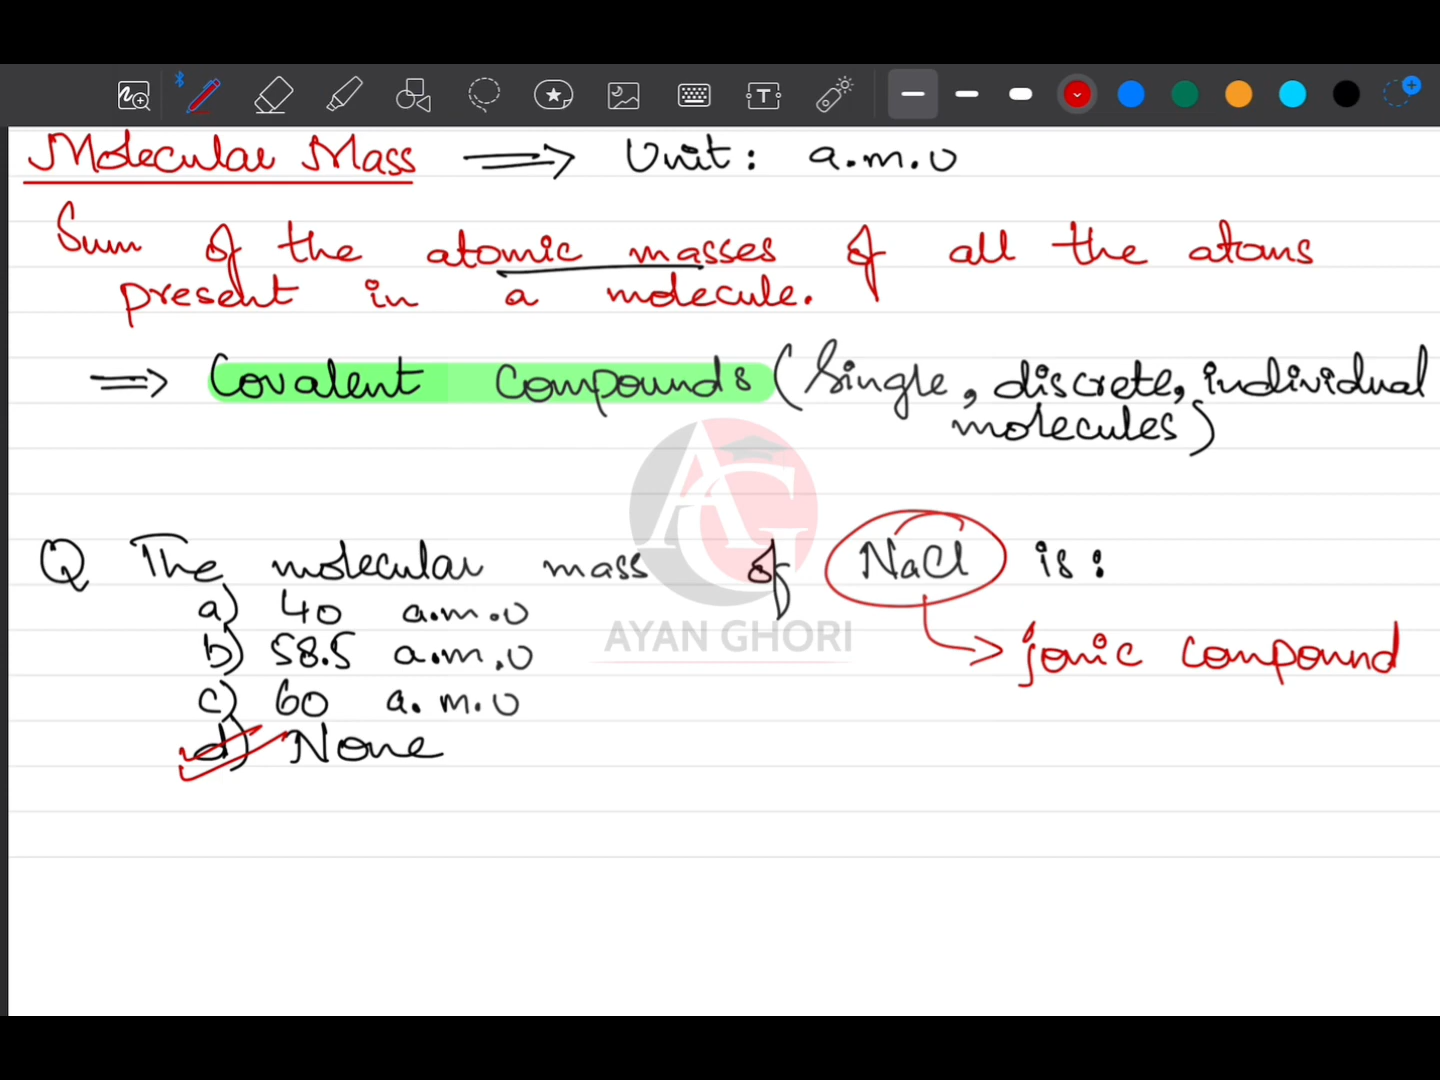 Molecular Mass ⟹ Unit: a.m.u
Sum of the atomic masses of all the atoms
present in a molecule.
⟹ Covalent Compounds (Single, discrete, individual
molecules)
Q The molecular mass of NaCl is:
a) 40 a.m.u
b) 58.5 a.m.u
→ ionic compound
c) 60 a.m.u
d) None
AG
AYAN GHORI